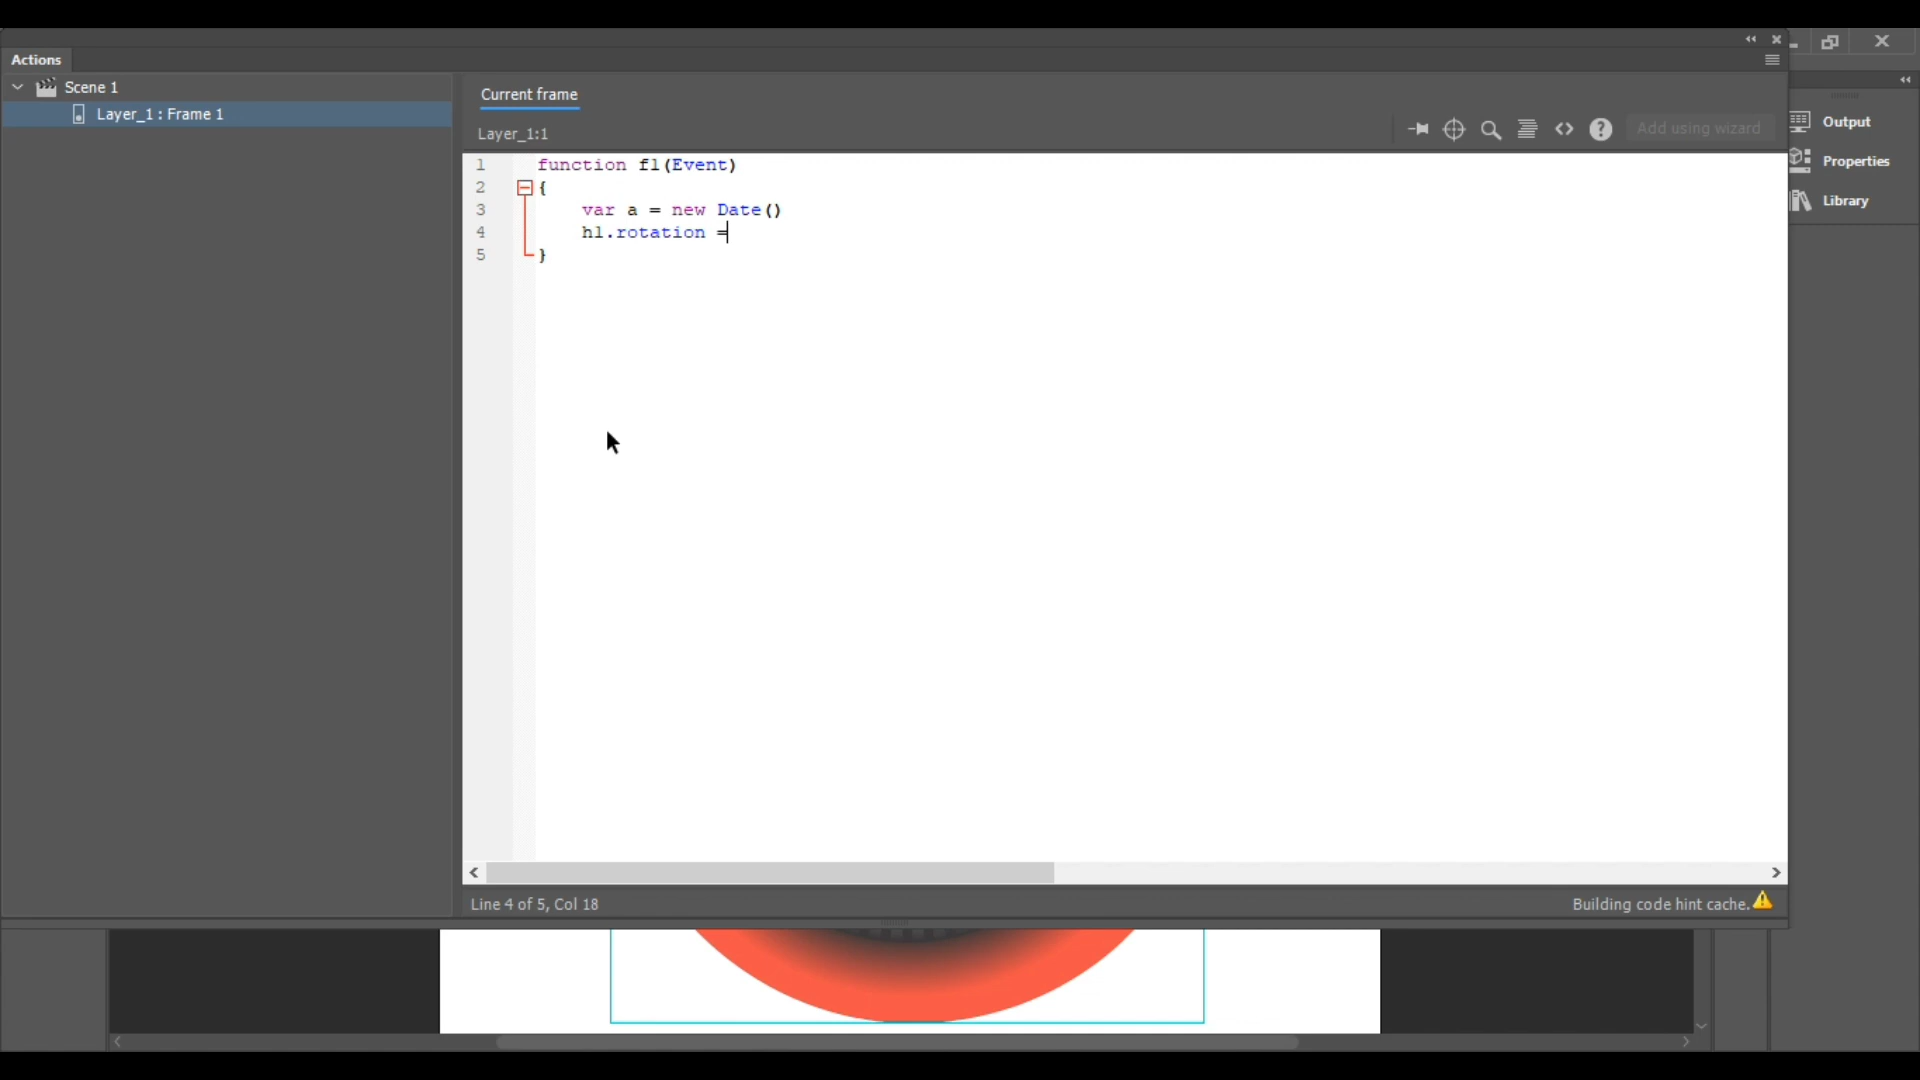 Actions
Scene 1
Layer_1 : Frame 1
Current frame
Layer_1:1
Add using wizard
Output
Properties
Library
1 function fl(Event)
2 {
3 var a = new Date()
4 hl.rotation =
5 }
Line 4 of 5, Col 18
Building code hint cache.